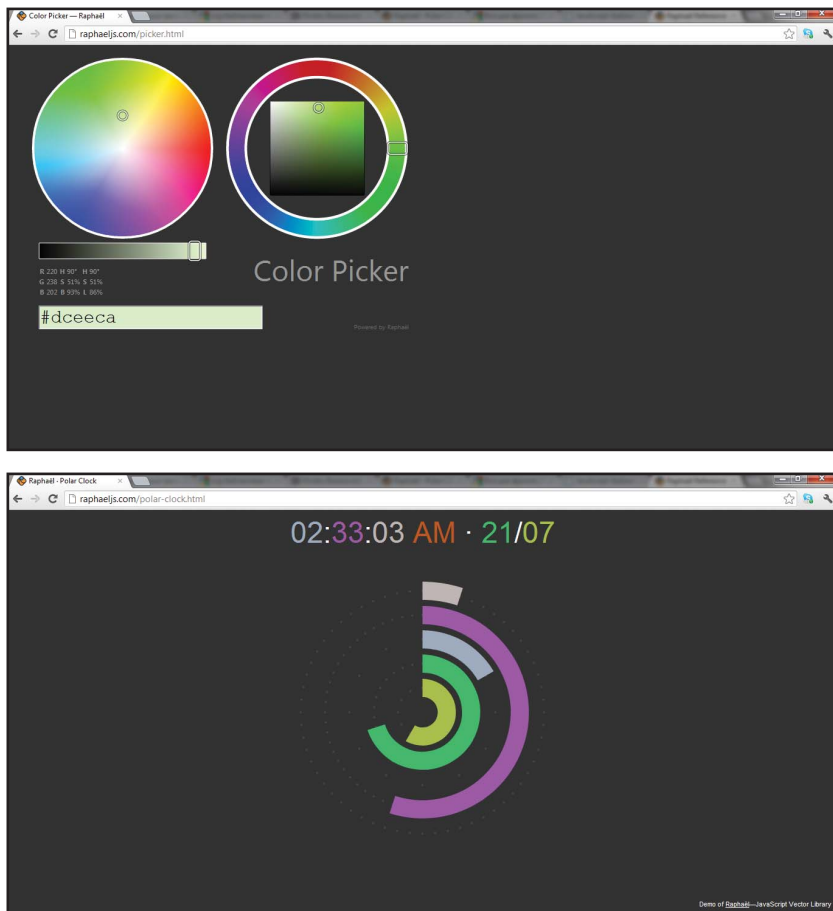 Color Picker — Raphaël
raphaeljs.com/picker.html
R 220 H 90° H 90°
G 238 S 51% S 51%
B 202 B 93% L 86%
Color Picker
#dceeca
Powered by Raphaël
Raphaël · Polar Clock
raphaeljs.com/polar-clock.html
02:33:03 AM · 21/07
Demo of Raphaël—JavaScript Vector Library